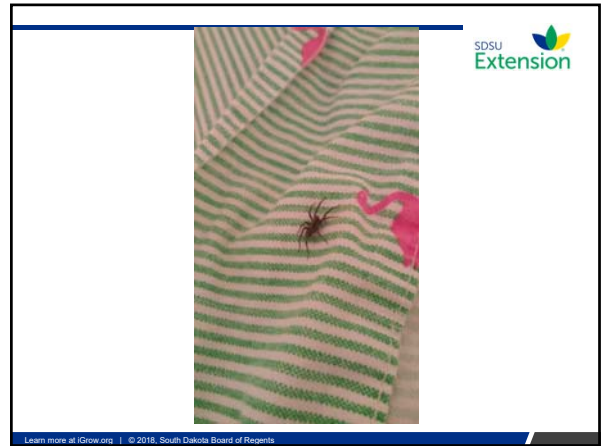 SDSU
Extension
Learn more at iGrow.org | © 2018, South Dakota Board of Regents